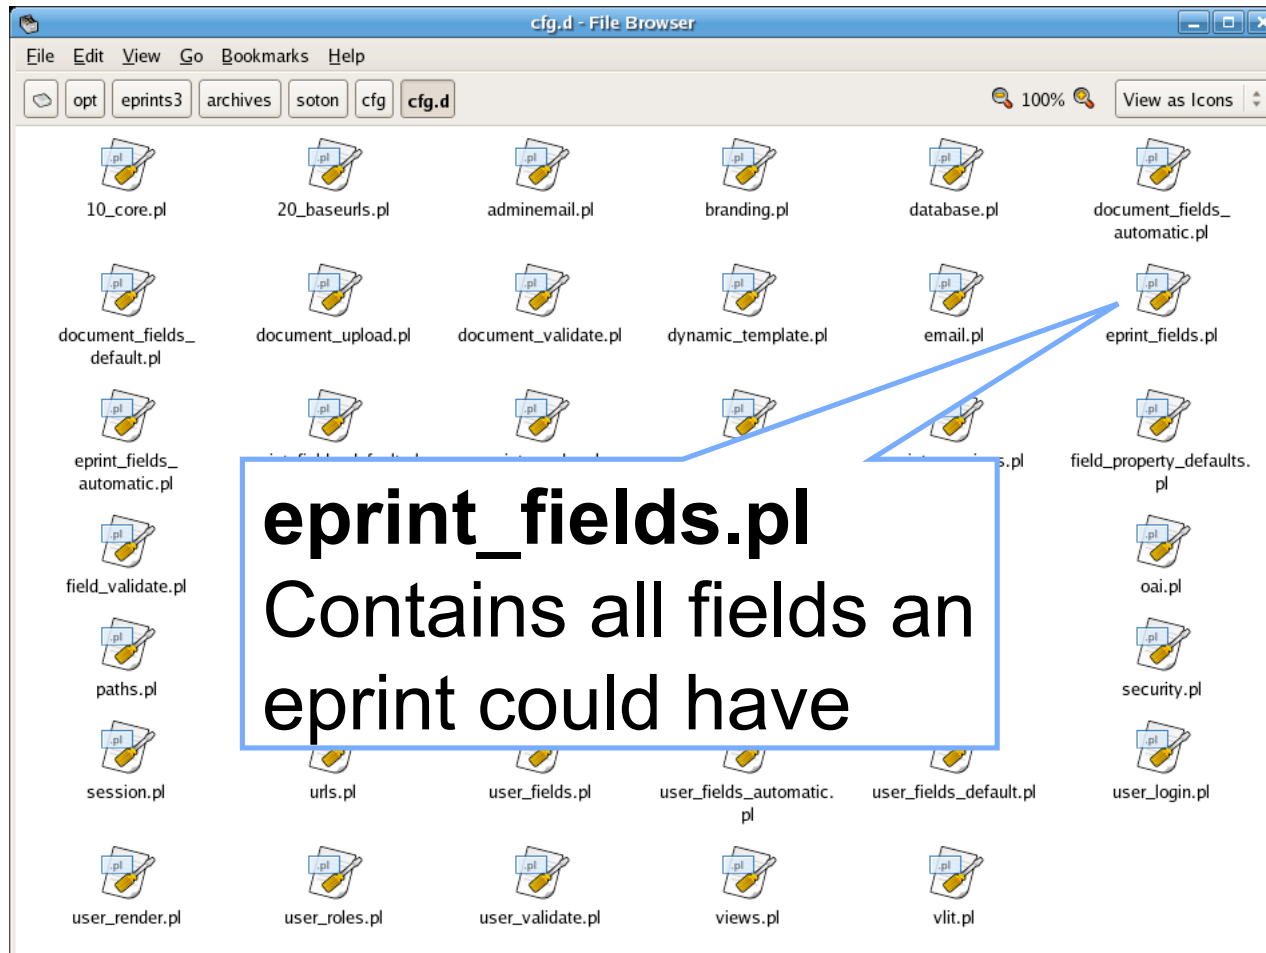 cfg.d - File Browser
File Edit View Go Bookmarks Help
opt eprints3 archives soton cfg cfg.d 100% View as Icons
10_core.pl 20_baseurls.pl adminemail.pl branding.pl database.pl document_fields_
automatic.pl
document_fields_ document_upload.pl document_validate.pl dynamic_template.pl email.pl eprint_fields.pl
default.pl
eprint_fields_ field_property_defaults.
automatic.pl pl
eprint_fields.pl
Contains all fields an
eprint could have
field_validate.pl oai.pl
paths.pl security.pl
session.pl urls.pl user_fields.pl user_fields_automatic. user_fields_default.pl user_login.pl
pl
user_render.pl user_roles.pl user_validate.pl views.pl vlit.pl